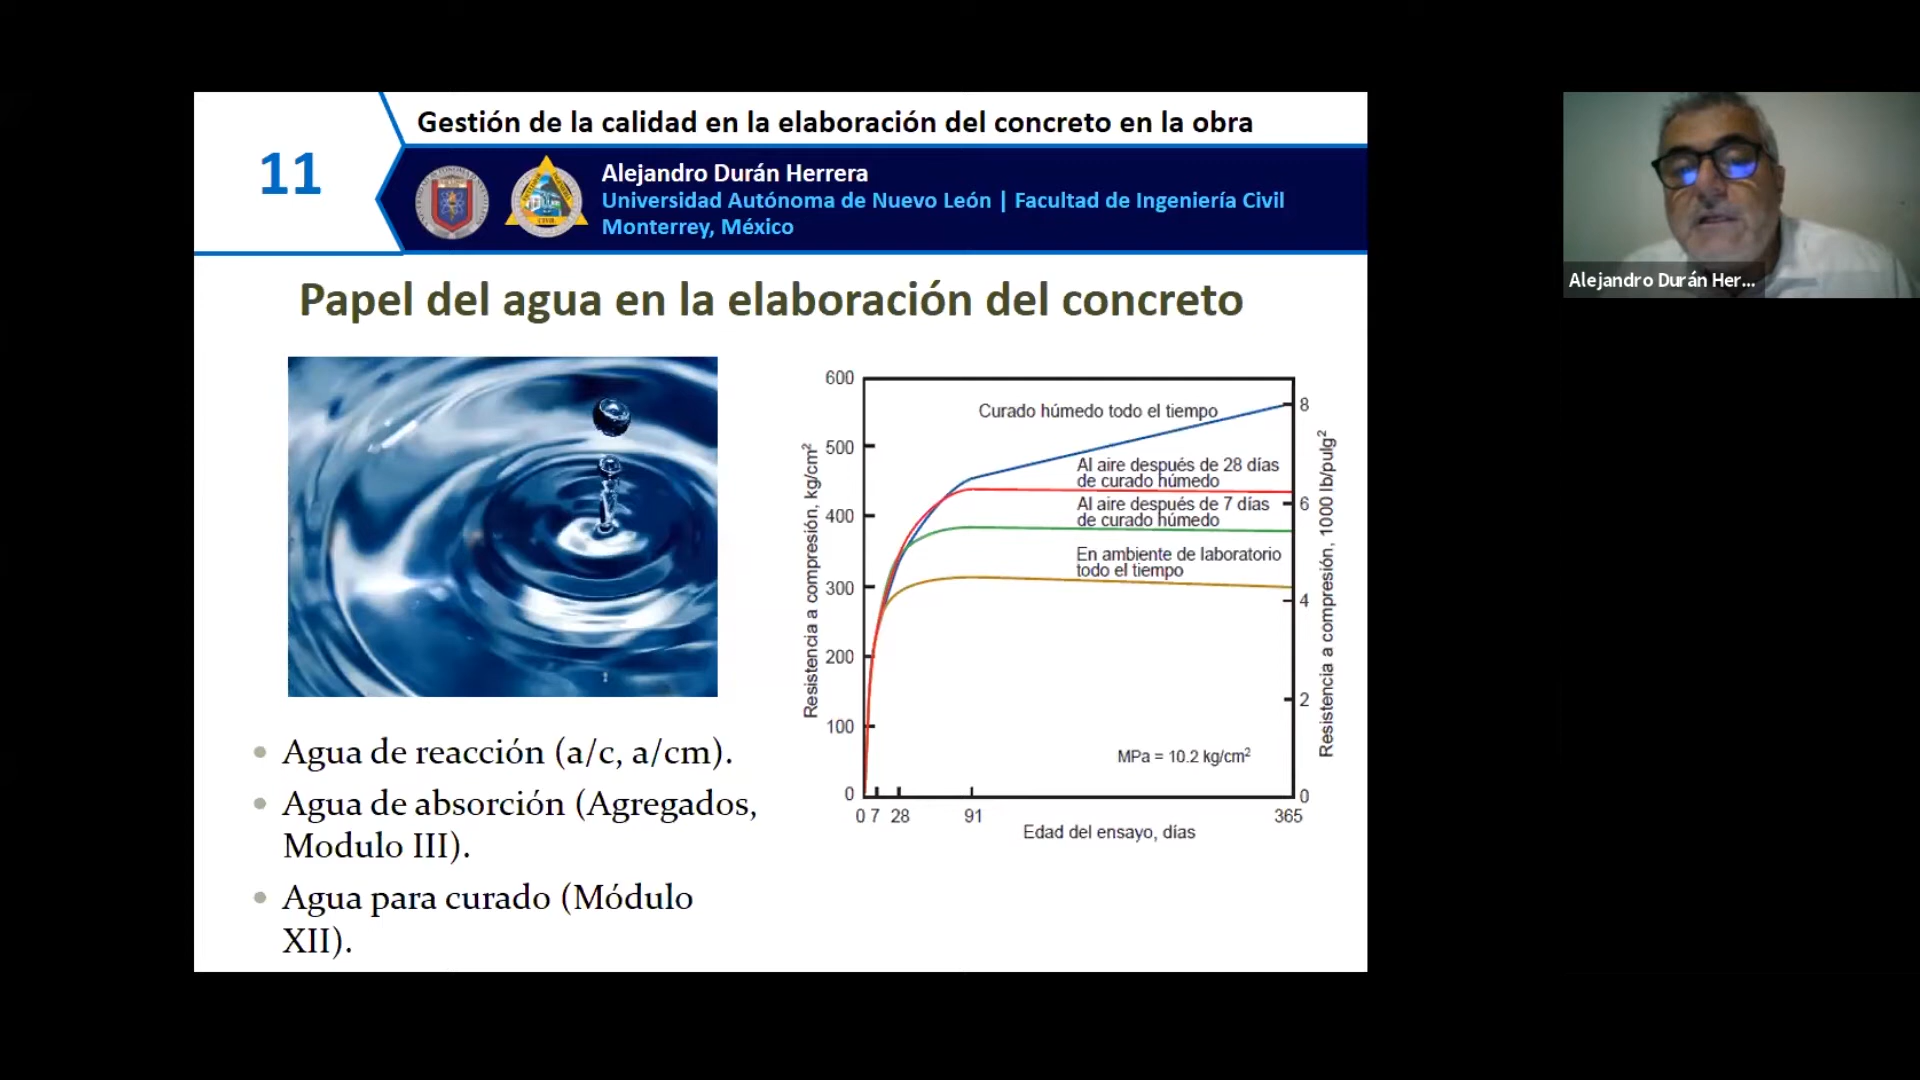 11
Gestión de la calidad en la elaboración del concreto en la obra
Alejandro Durán Herrera
Universidad Autónoma de Nuevo León | Facultad de Ingeniería Civil
Monterrey, México
Papel del agua en la elaboración del concreto
• Agua de reacción (a/c, a/cm).
• Agua de absorción (Agregados,
Modulo III).
• Agua para curado (Módulo
XII).
Resistencia a compresión, kg/cm²
600
500
400
300
200
100
0
Curado húmedo todo el tiempo
Al aire después de 28 días
de curado húmedo
Al aire después de 7 días
de curado húmedo
En ambiente de laboratorio
todo el tiempo
MPa = 10.2 kg/cm²
8
6
4
2
0
Resistencia a compresión, 1000 lb/pulg²
0 7 28 91 365
Edad del ensayo, días
Alejandro Durán Her...